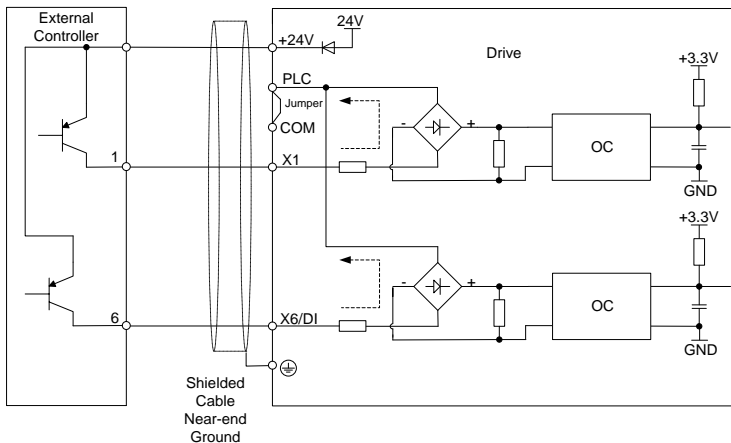 External
Controller
24V
+24V
Drive
PLC
+3.3V
Jumper
-
+
COM
OC
1
X1
GND
+3.3V
-
+
OC
6
X6/DI
GND
Shielded
Cable
Near-end
Ground